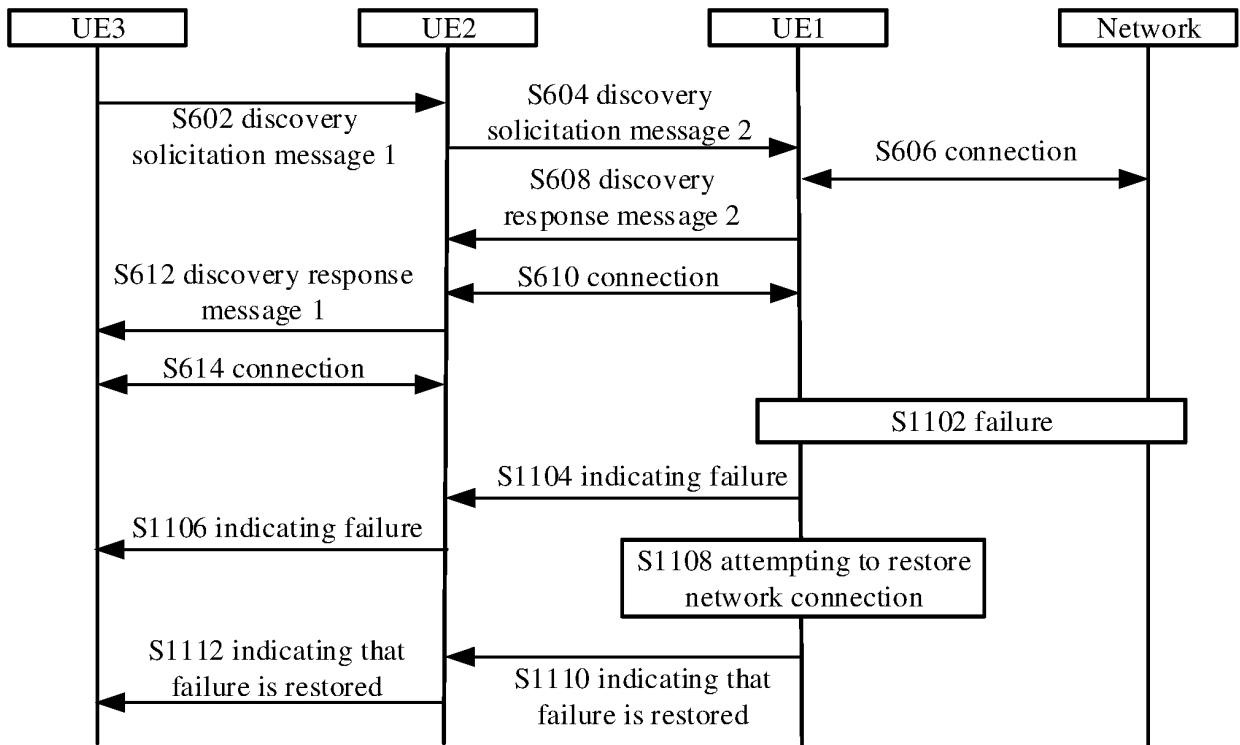 UE3
UE2
UE1
Network
S602 discovery
solicitation message 1
S604 discovery
solicitation message 2
S606 connection
S608 discovery
response message 2
S610 connection
S612 discovery response
message 1
S614 connection
S1102 failure
S1104 indicating failure
S1106 indicating failure
S1108 attempting to restore
network connection
S1110 indicating that
failure is restored
S1112 indicating that
failure is restored